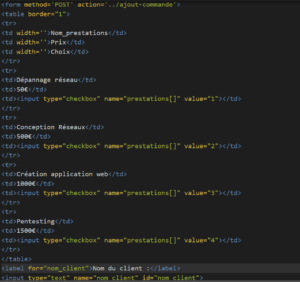 <form method='POST' action='../ajout-commande'>
<table border="1">
<tr>
<td width=''>Nom_prestations</td>
<td width=''>Prix</td>
<td width=''>Choix</td>
</tr>
<tr>
<td>Dépannage réseau</td>
<td>50€</td>
<td><input type="checkbox" name="prestations[]" value="1"></td>
</tr>
<tr>
<td>Conception Réseaux</td>
<td>500€</td>
<td><input type="checkbox" name="prestations[]" value="2"></td>
</tr>
<tr>
<td>Création application web</td>
<td>1000€</td>
<td><input type="checkbox" name="prestations[]" value="3"></td>
</tr>
<tr>
<td>Pentesting</td>
<td>1500€</td>
<td><input type="checkbox" name="prestations[]" value="4"></td>
</tr>
</table>
<label for="nom_client">Nom du client :</label>
<input type="text" name="nom_client" id="nom_client">